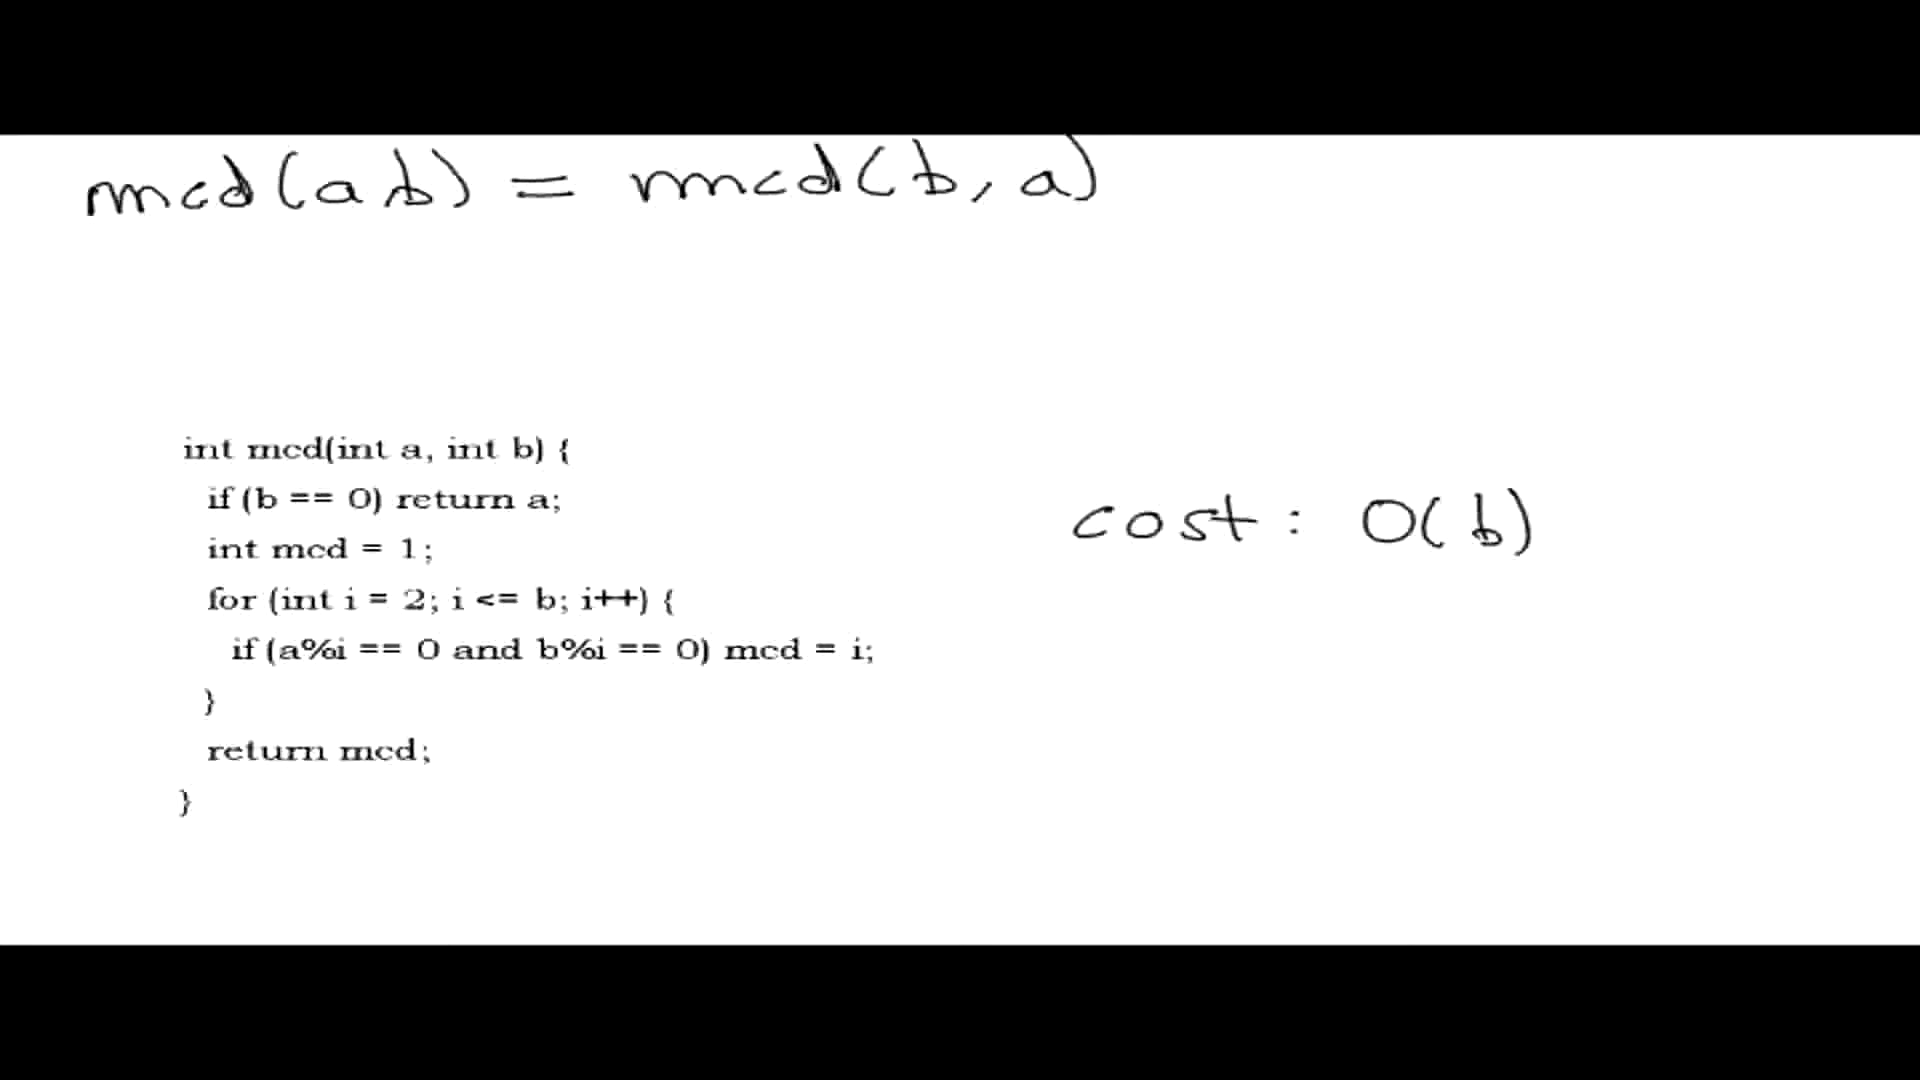 mcd(a b) = mcd(b, a)
int mcd(int a, int b) {
if (b == 0) return a;
int mcd = 1;
for (int i = 2; i <= b; i++) {
if (a%i == 0 and b%i == 0) mcd = i;
}
return mcd;
}
cost: O(b)